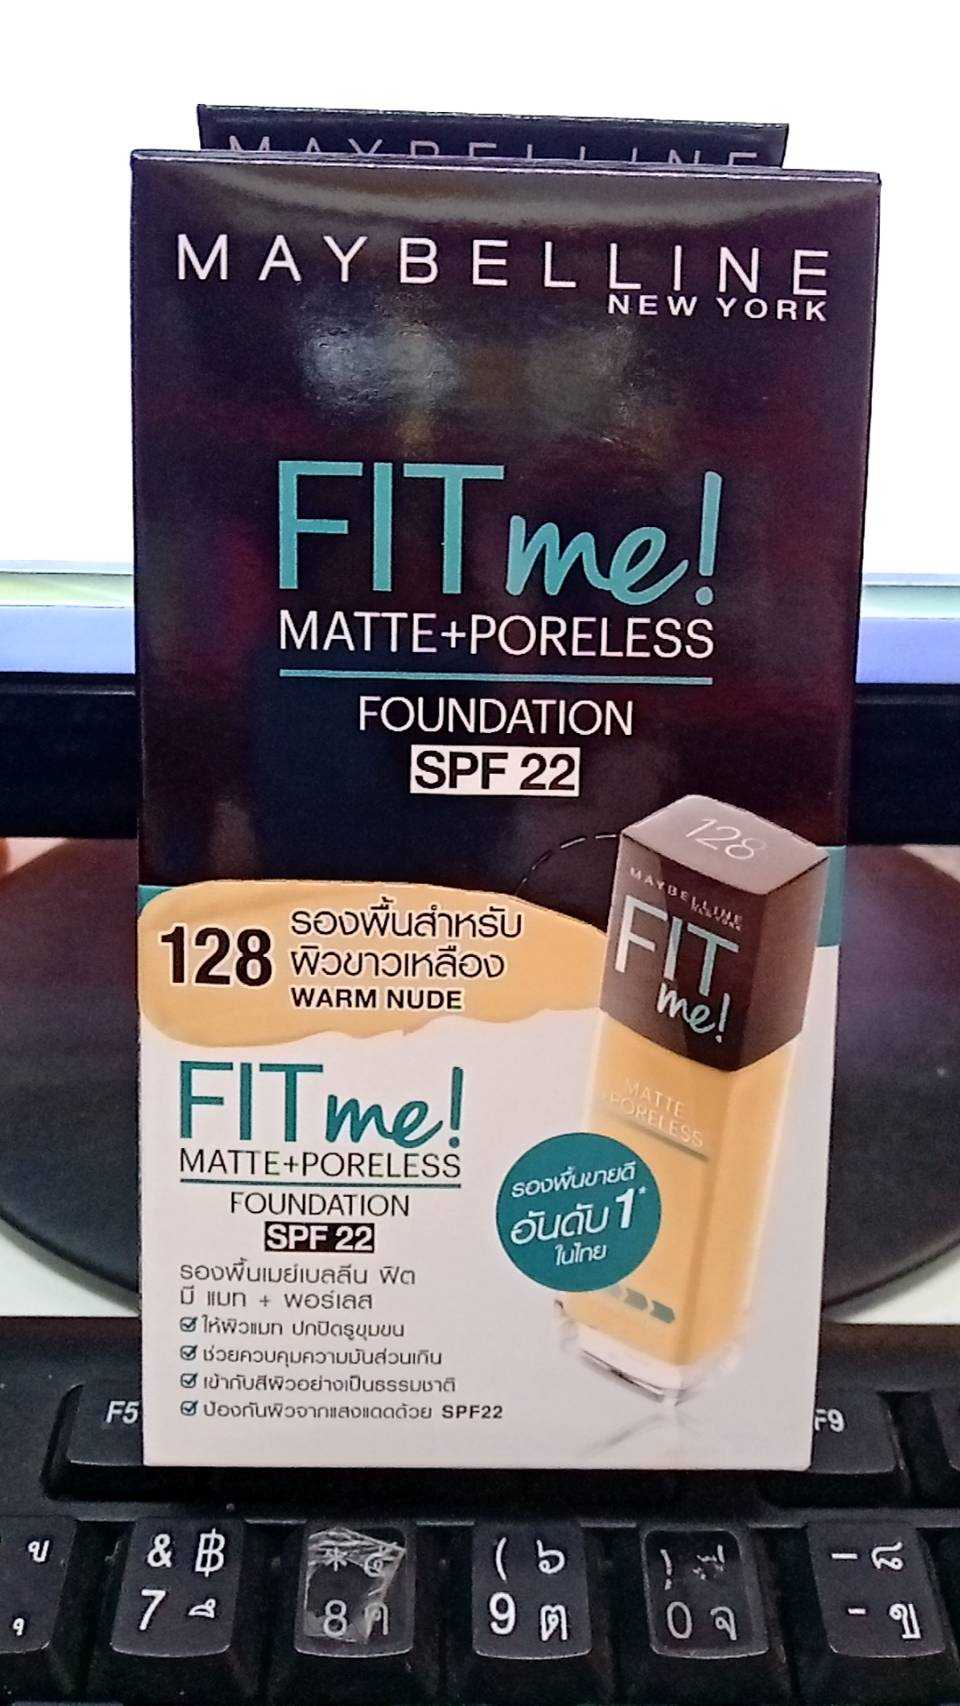 MAYBELLINE
MAYBELLINE
NEW YORK
FIT me!
MATTE+PORELESS
FOUNDATION
SPF 22
128
MAYBELLINE
NEW YORK
FIT
me!
MATTE
+PORELESS
128
รองพื้นสำหรับ
ผิวขาวเหลือง
WARM NUDE
FIT me!
MATTE+PORELESS
FOUNDATION
SPF 22
รองพื้นขายดี
อันดับ 1*
ในไทย
รองพื้นเมย์เบลลีน ฟิต
มี แมท + พอร์เลส
ให้ผิวแมท ปกปิดรูขุมขน
ช่วยควบคุมความมันส่วนเกิน
เข้ากับสีผิวอย่างเป็นธรรมชาติ
ป้องกันผิวจากแสงแดดด้วย SPF22
F5
F9
& ฿
7 ึ
* ๕
8 ค
( ๖
9 ต
0 จ
- ข